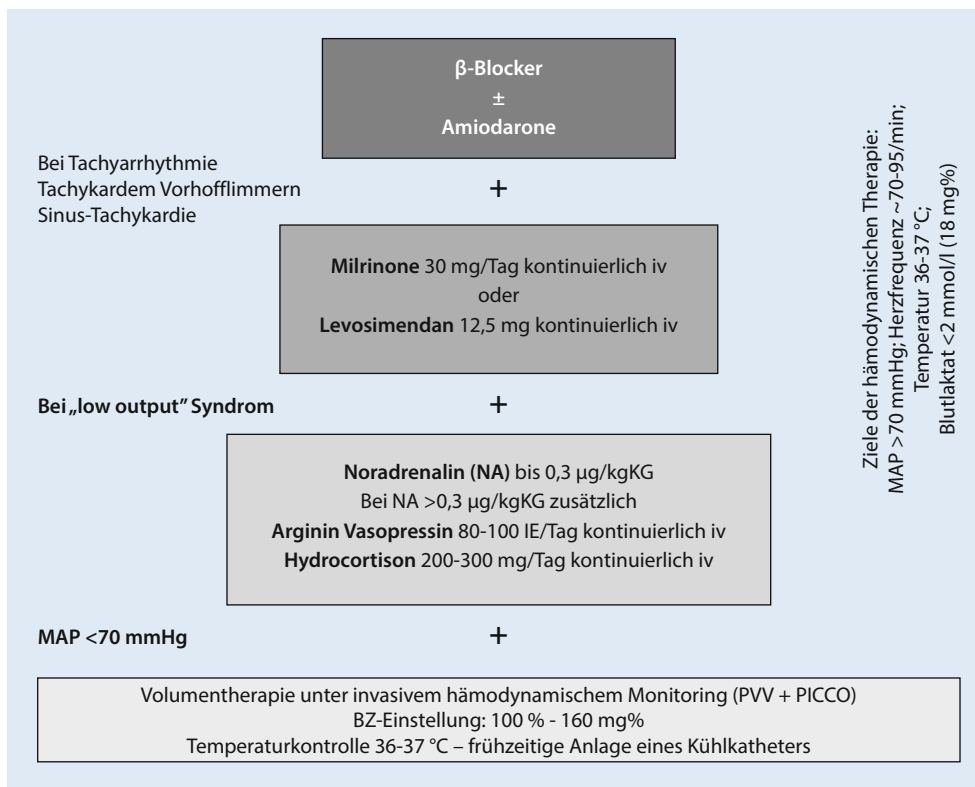 β-Blocker
±
Amiodarone
Bei Tachyarrhythmie
Tachykardem Vorhofflimmern
Sinus-Tachykardie
+
Milrinone 30 mg/Tag kontinuierlich iv
oder
Levosimendan 12,5 mg kontinuierlich iv
Bei „low output” Syndrom
+
Noradrenalin (NA) bis 0,3 µg/kgKG
Bei NA >0,3 µg/kgKG zusätzlich
Arginin Vasopressin 80-100 IE/Tag kontinuierlich iv
Hydrocortison 200-300 mg/Tag kontinuierlich iv
MAP <70 mmHg
+
Volumentherapie unter invasivem hämodynamischem Monitoring (PVV + PICCO)
BZ-Einstellung: 100 % - 160 mg%
Temperaturkontrolle 36-37 °C – frühzeitige Anlage eines Kühlkatheters
Ziele der hämodynamischen Therapie:
MAP >70 mmHg; Herzfrequenz ~70-95/min;
Temperatur 36-37 °C;
Blutlaktat <2 mmol/l (18 mg%)